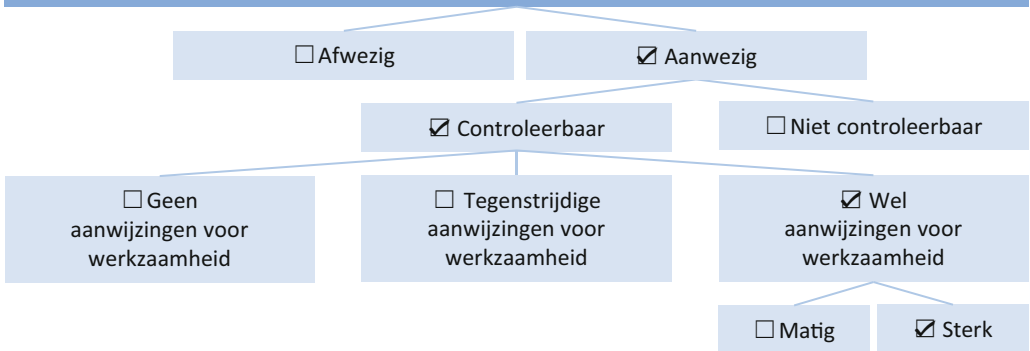 ☐ Afwezig
☑ Aanwezig
☑ Controleerbaar
☐ Niet controleerbaar
☐ Geen
aanwijzingen voor
werkzaamheid
☐ Tegenstrijdige
aanwijzingen voor
werkzaamheid
☑ Wel
aanwijzingen voor
werkzaamheid
☐ Matig
☑ Sterk